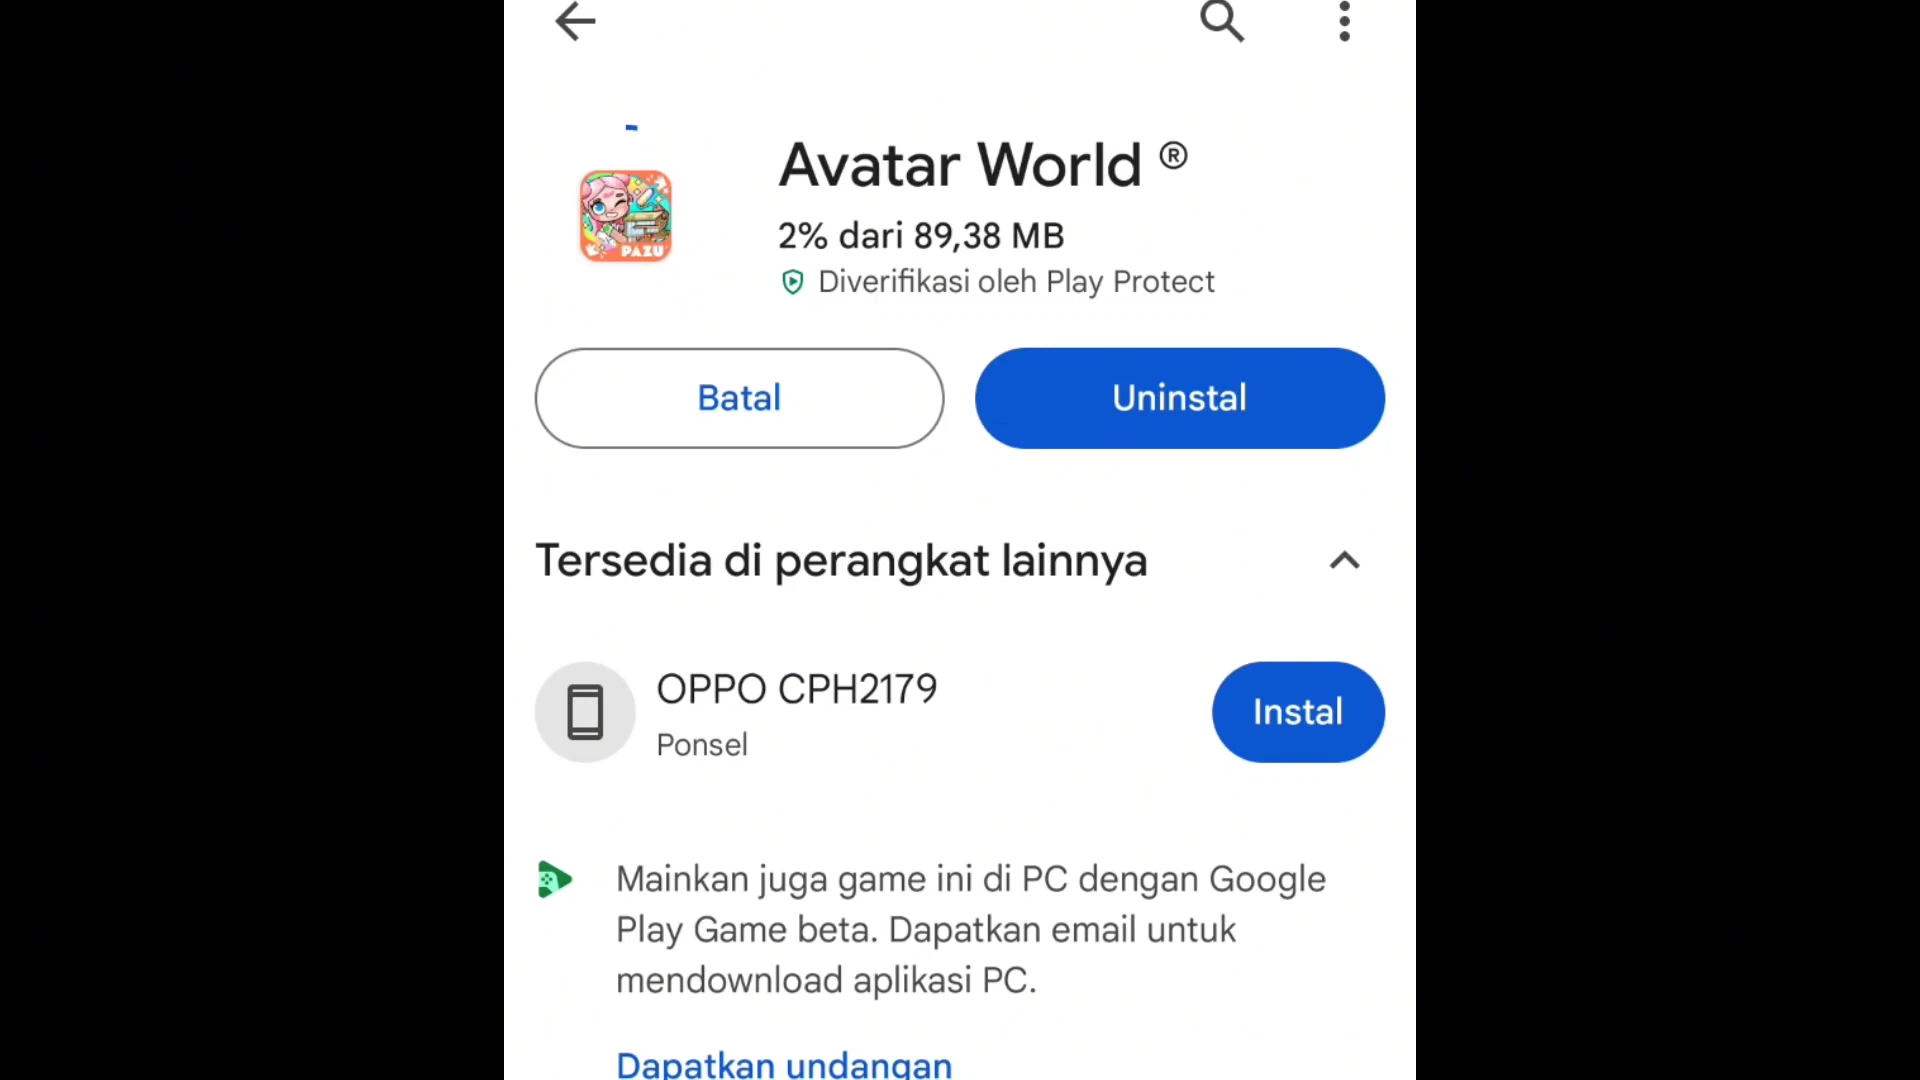 Avatar World ®
2% dari 89,38 MB
Diverifikasi oleh Play Protect
PAZU
Batal
Uninstal
Tersedia di perangkat lainnya
OPPO CPH2179
Ponsel
Instal
Mainkan juga game ini di PC dengan Google
Play Game beta. Dapatkan email untuk
mendownload aplikasi PC.
Dapatkan undangan